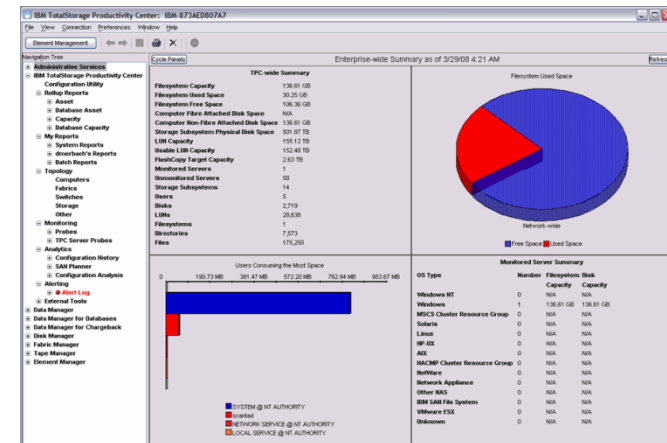 IBM TotalStorage Productivity Center: IBM-873AED807A7
File View Connection Preferences Window Help
Element Management
Navigation Tree
Administrative Services
IBM TotalStorage Productivity Center
Configuration Utility
Rollup Reports
Asset
Database Asset
Capacity
Database Capacity
My Reports
System Reports
dmerbach's Reports
Batch Reports
Topology
Computers
Fabrics
Switches
Storage
Other
Monitoring
Probes
TPC Server Probes
Analytics
Configuration History
SAN Planner
Configuration Analysis
Alerting
Alert Log
External Tools
Data Manager
Data Manager for Databases
Data Manager for Chargeback
Disk Manager
Fabric Manager
Tape Manager
Element Manager
Cycle Panels
Enterprise-wide Summary as of 3/29/08 4:21 AM
Refres
TPC-wide Summary
Filesystem Capacity 136.61 GB
Filesystem Used Space 30.25 GB
Filesystem Free Space 106.36 GB
Computer Fibre Attached Disk Space N/A
Computer Non-Fibre Attached Disk Space 136.61 GB
Storage Subsystem Physical Disk Space 501.87 TB
LUN Capacity 155.12 TB
Usable LUN Capacity 152.48 TB
FlashCopy Target Capacity 2.63 TB
Monitored Servers 1
Unmonitored Servers 58
Storage Subsystems 14
Users 5
Disks 2,719
LUNs 28,638
Filesystems 1
Directories 7,573
Files 175,250
Filesystem Used Space
Network-wide
Free Space Used Space
Users Consuming the Most Space
0 190.73 MB 381.47 MB 572.20 MB 762.94 MB 953.67 MB
SYSTEM @ NT AUTHORITY
NETWORK SERVICE @ NT AUTHORITY
LOCAL SERVICE @ NT AUTHORITY
Monitored Server Summary
OS Type Number Filesystem Disk
Capacity Capacity
Windows NT 0 N/A N/A
Windows 1 136.61 GB 136.61 GB
MSCS Cluster Resource Group 0 N/A N/A
Solaris 0 N/A N/A
Linux 0 N/A N/A
HP-UX 0 N/A N/A
AIX 0 N/A N/A
HACMP Cluster Resource Group 0 N/A N/A
NetWare 0 N/A N/A
Network Appliance 0 N/A N/A
Other NAS 0 N/A N/A
IBM SAN File System 0 N/A N/A
VMware ESX 0 N/A N/A
Unknown 0 N/A N/A